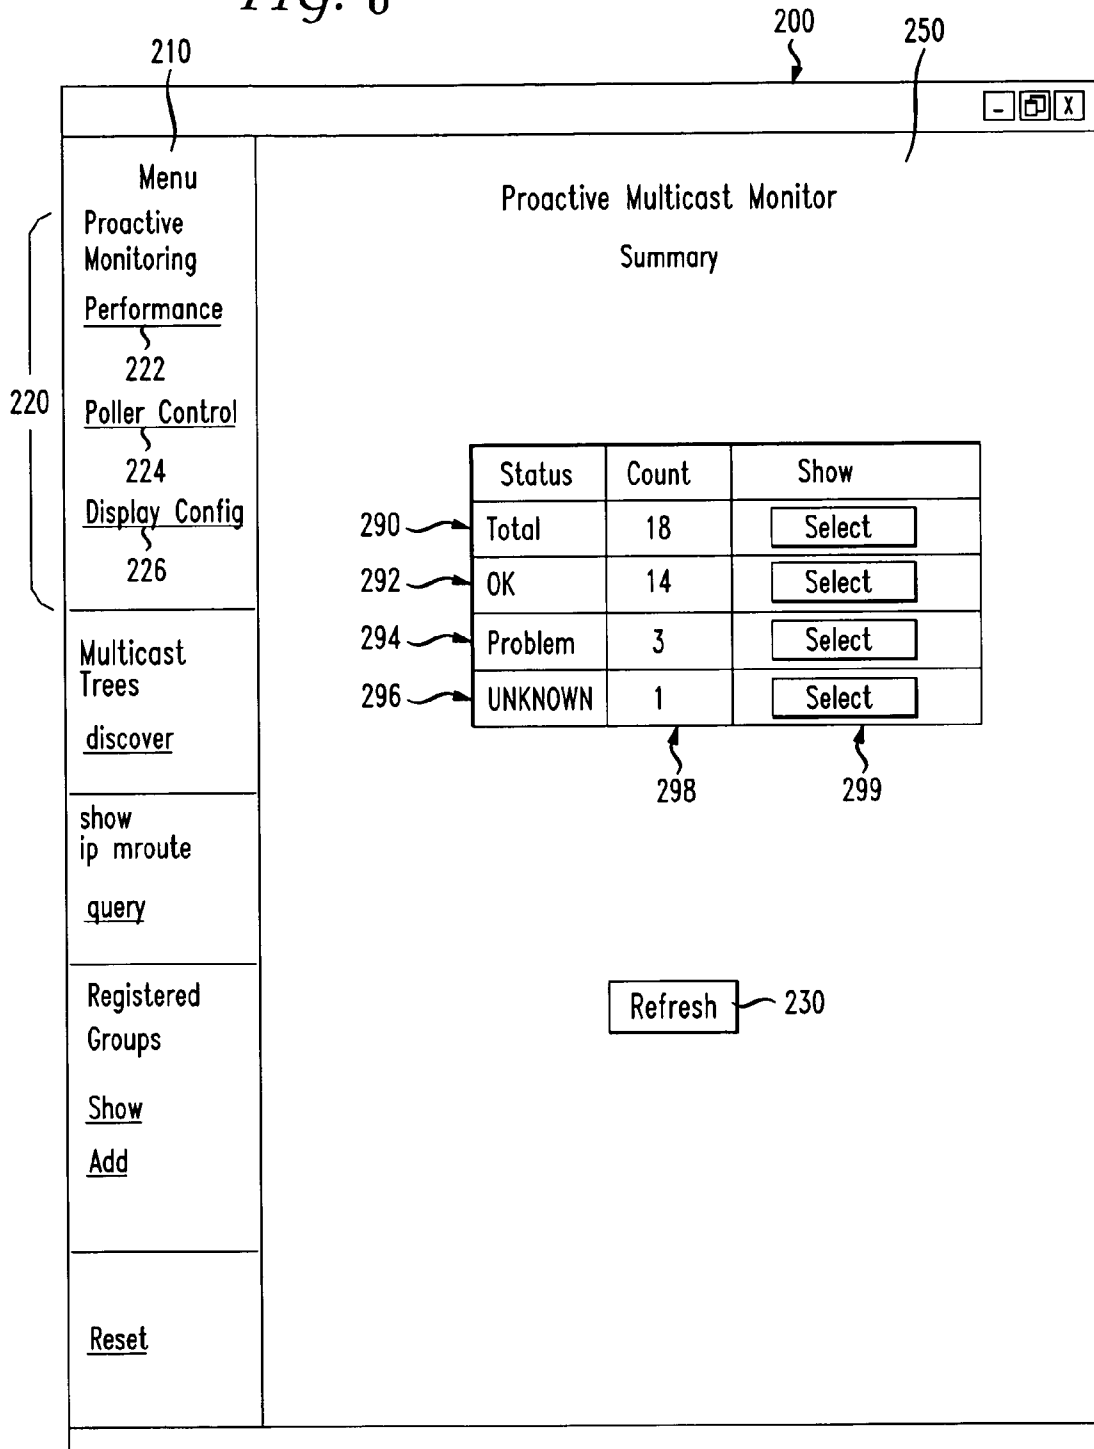 200
250
210
- X
Menu
Proactive Multicast Monitor
Summary
Proactive
Monitoring
Performance
222
220
Poller Control
224
Display Config
226
Status Count Show
290 Total 18 Select
292 OK 14 Select
294 Problem 3 Select
296 UNKNOWN 1 Select
298 299
Multicast
Trees
discover
show
ip mroute
query
Registered
Groups
Show
Add
Refresh 230
Reset